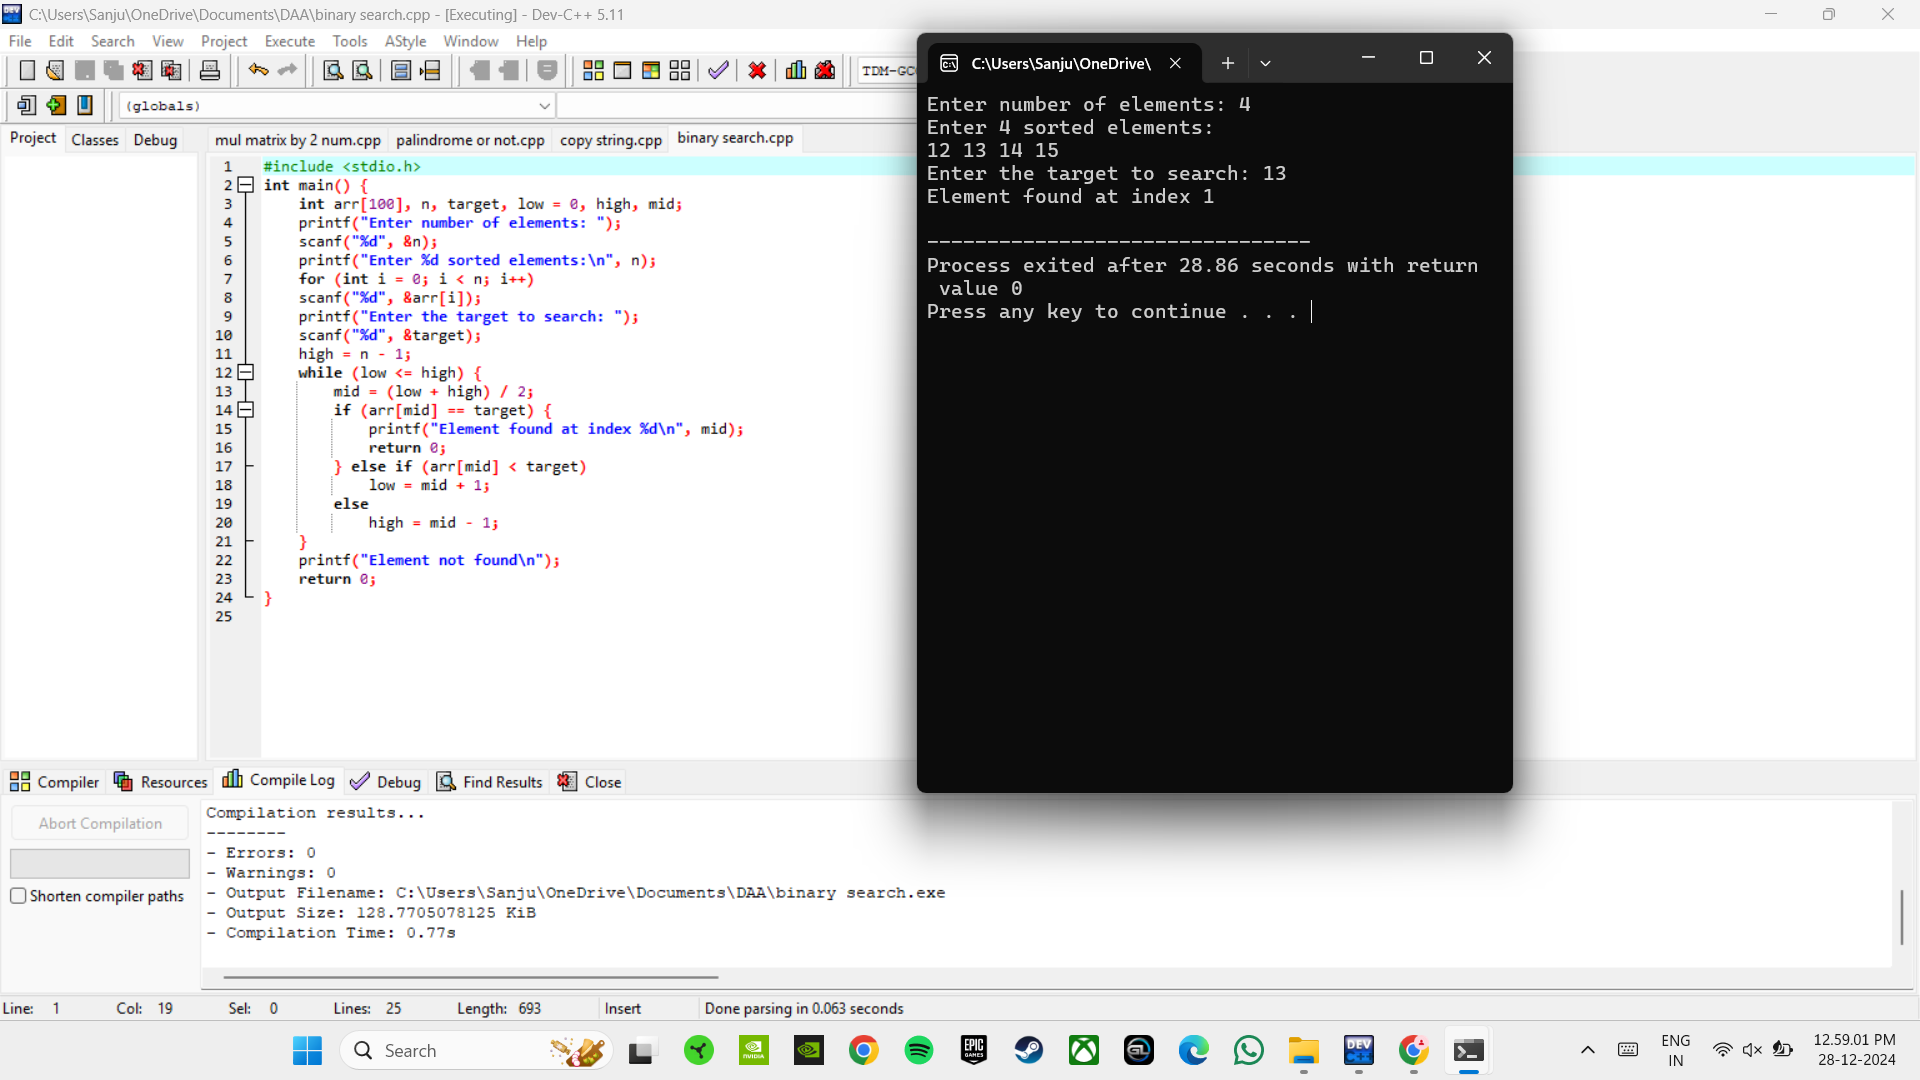 C:\Users\Sanju\OneDrive\Documents\DAA\binary search.cpp - [Executing] - Dev-C++ 5.11
File Edit Search View Project Execute Tools AStyle Window Help
TDM-GC
(globals)
Project Classes Debug
mul matrix by 2 num.cpp palindrome or not.cpp copy string.cpp binary search.cpp
1 #include <stdio.h>
2 int main() {
3 int arr[100], n, target, low = 0, high, mid;
4 printf("Enter number of elements: ");
5 scanf("%d", &n);
6 printf("Enter %d sorted elements:\n", n);
7 for (int i = 0; i < n; i++)
8 scanf("%d", &arr[i]);
9 printf("Enter the target to search: ");
10 scanf("%d", &target);
11 high = n - 1;
12 while (low <= high) {
13 mid = (low + high) / 2;
14 if (arr[mid] == target) {
15 printf("Element found at index %d\n", mid);
16 return 0;
17 } else if (arr[mid] < target)
18 low = mid + 1;
19 else
20 high = mid - 1;
21 }
22 printf("Element not found\n");
23 return 0;
24 }
25
C:\Users\Sanju\OneDrive\
Enter number of elements: 4
Enter 4 sorted elements:
12 13 14 15
Enter the target to search: 13
Element found at index 1
--------------------------------
Process exited after 28.86 seconds with return
value 0
Press any key to continue . . .
Compiler Resources Compile Log Debug Find Results Close
Abort Compilation
Shorten compiler paths
Compilation results...
--------
- Errors: 0
- Warnings: 0
- Output Filename: C:\Users\Sanju\OneDrive\Documents\DAA\binary search.exe
- Output Size: 128.7705078125 KiB
- Compilation Time: 0.77s
Line: 1 Col: 19 Sel: 0 Lines: 25 Length: 693 Insert Done parsing in 0.063 seconds
Search
NVIDIA
EPIC GAMES
GL
DEV C++
ENG
IN
12.59.01 PM
28-12-2024